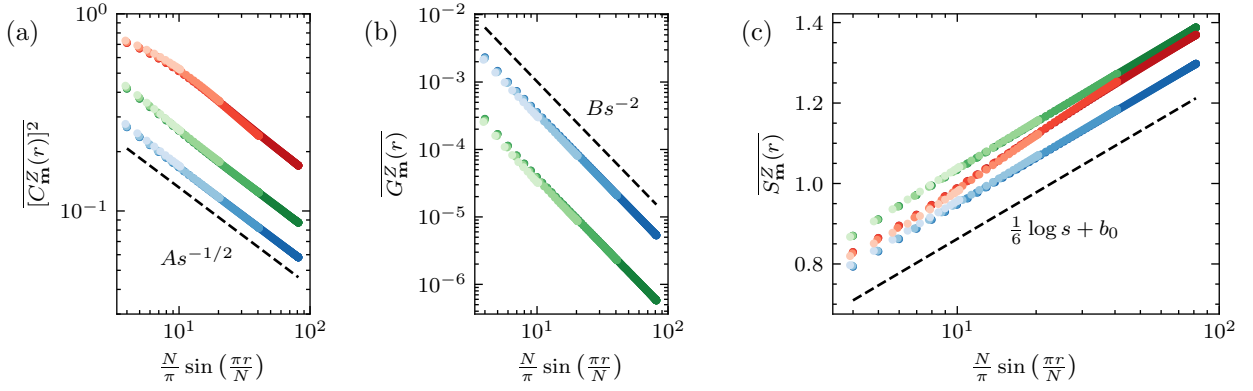 (a)
10^0
10^{-1}
\overline{[C_{\mathbf{m}}^Z(r)]^2}
As^{-1/2}
10^1
10^2
\frac{N}{\pi} \sin\left(\frac{\pi r}{N}\right)
(b)
10^{-2}
10^{-3}
10^{-4}
10^{-5}
10^{-6}
\overline{G_{\mathbf{m}}^Z(r)}
Bs^{-2}
10^1
10^2
\frac{N}{\pi} \sin\left(\frac{\pi r}{N}\right)
(c)
1.4
1.2
1.0
0.8
\overline{S_{\mathbf{m}}^Z(r)}
\frac{1}{6} \log s + b_0
10^1
10^2
\frac{N}{\pi} \sin\left(\frac{\pi r}{N}\right)